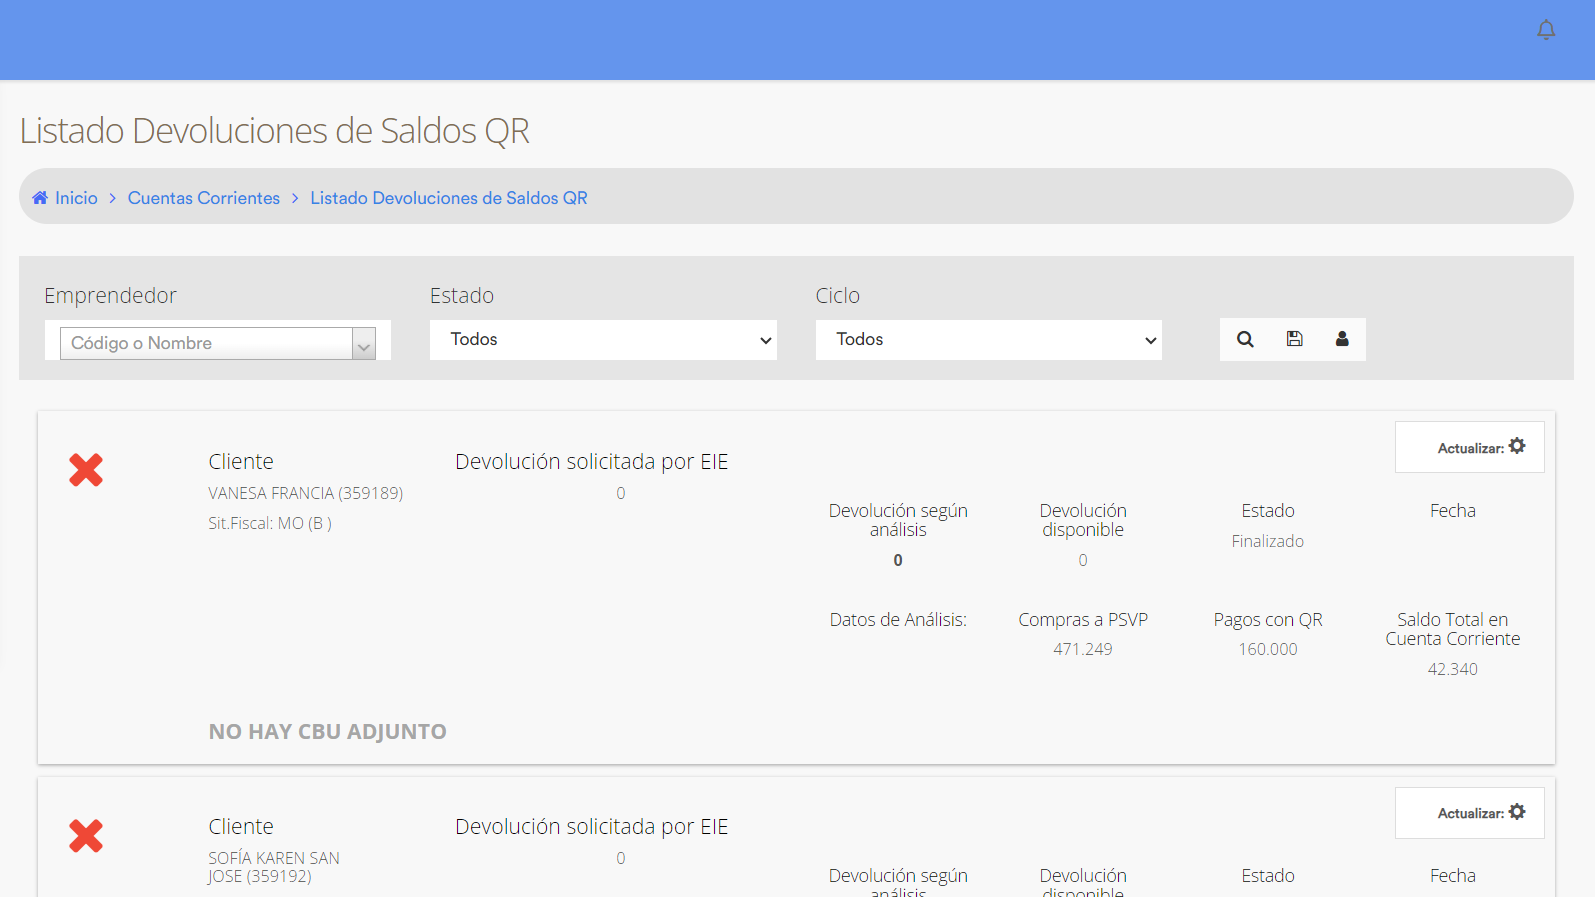 Listado Devoluciones de Saldos QR
Inicio > Cuentas Corrientes > Listado Devoluciones de Saldos QR
Emprendedor
Estado
Ciclo
Código o Nombre
Todos
Todos
Actualizar:
Cliente
Devolución solicitada por EIE
VANESA FRANCIA (359189)
0
Sit.Fiscal: MO (B )
Devolución según
análisis
0
Devolución
disponible
0
Estado
Finalizado
Fecha
Datos de Análisis:
Compras a PSVP
471.249
Pagos con QR
160.000
Saldo Total en
Cuenta Corriente
42.340
NO HAY CBU ADJUNTO
Actualizar:
Cliente
Devolución solicitada por EIE
SOFÍA KAREN SAN
JOSE (359192)
0
Devolución según
análisis
Devolución
disponible
Estado
Fecha